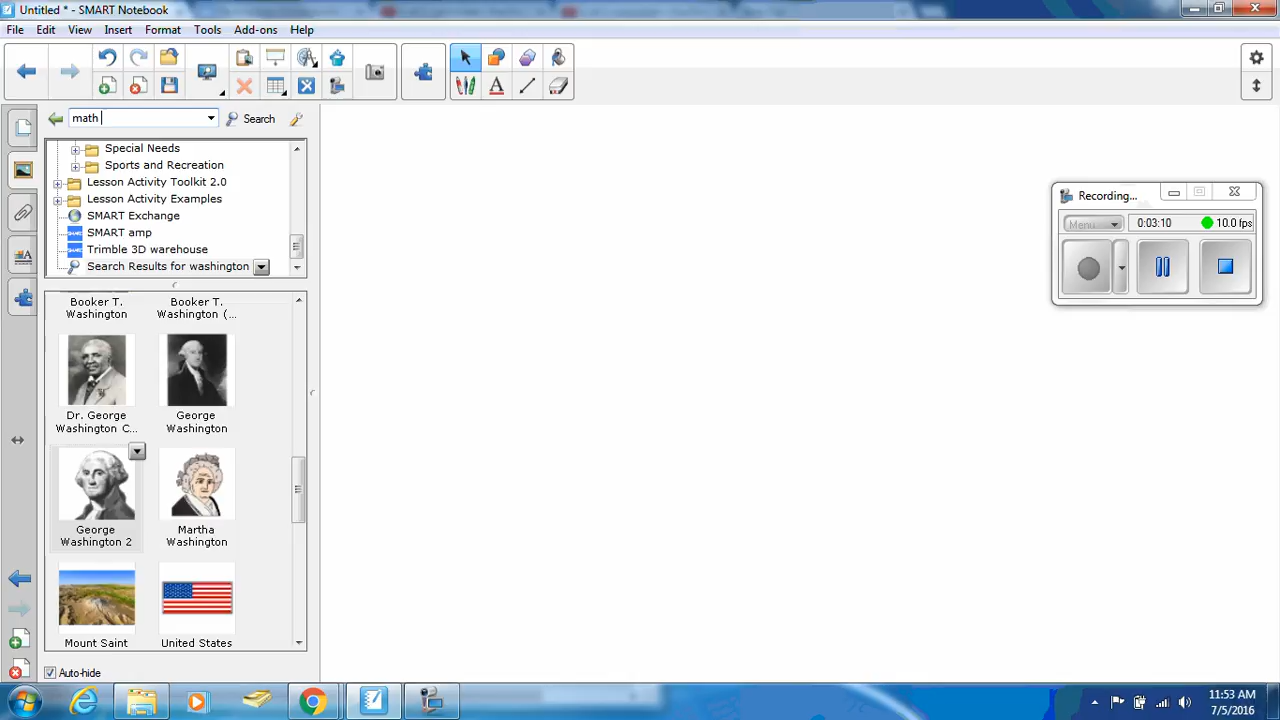 Untitled * - SMART Notebook
File Edit View Insert Format Tools Add-ons Help
math
Search
Special Needs
Sports and Recreation
Lesson Activity Toolkit 2.0
Lesson Activity Examples
SMART Exchange
SMART amp
Trimble 3D warehouse
Search Results for washington
Booker T.
Washington
Booker T.
Washington (...
Dr. George
Washington C...
George
Washington
George
Washington 2
Martha
Washington
Mount Saint
United States
Auto-hide
Recording...
Menu
0:03:10
10.0 fps
11:53 AM
7/5/2016